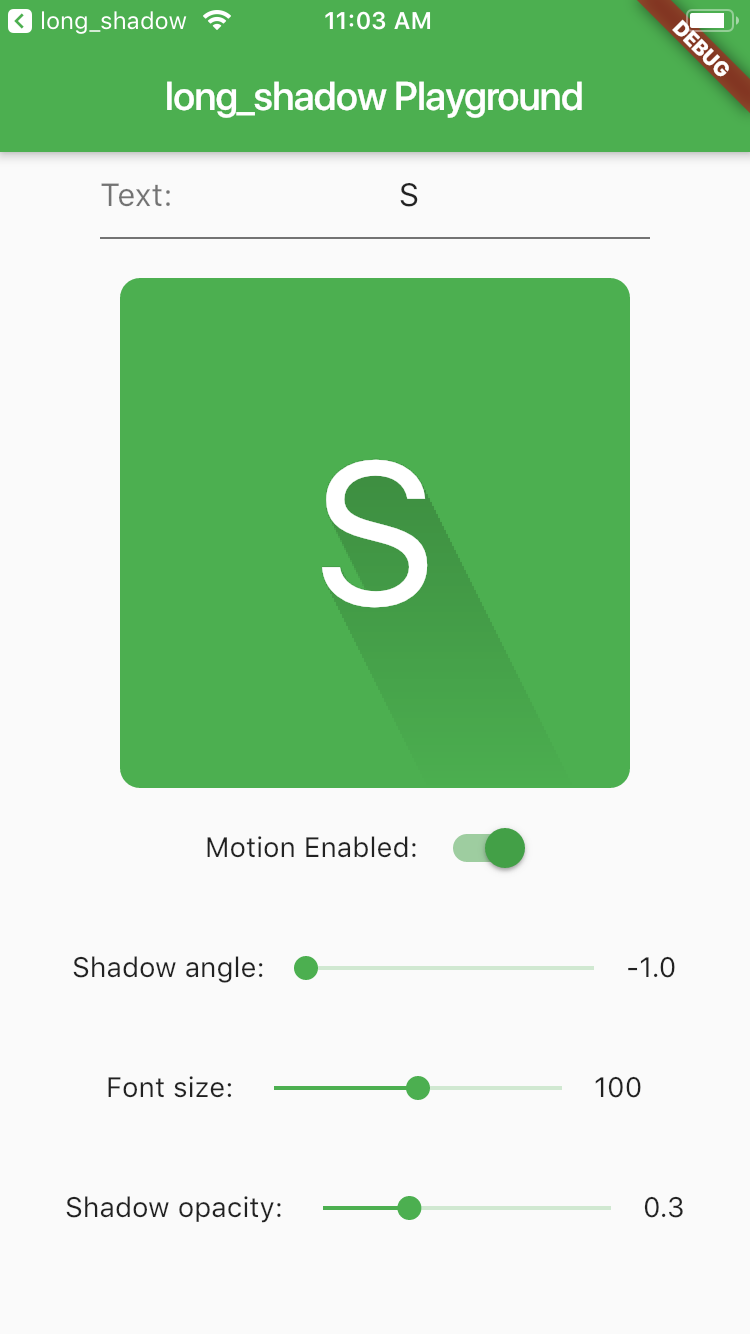 long_shadow 11:03 AM
DEBUG
long_shadow Playground
Text: S
S
Motion Enabled:
Shadow angle: -1.0
Font size: 100
Shadow opacity: 0.3